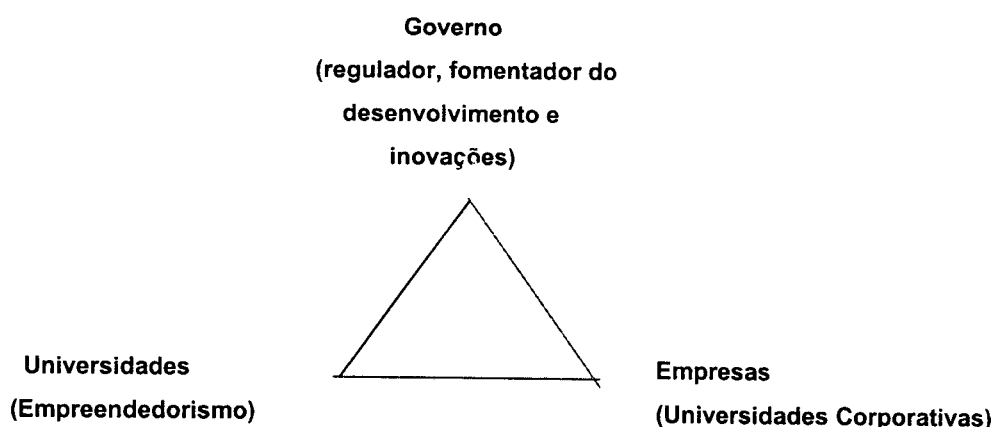 Governo
(regulador, fomentador do
desenvolvimento e
inovações)
Universidades
(Empreendedorismo)
Empresas
(Universidades Corporativas)